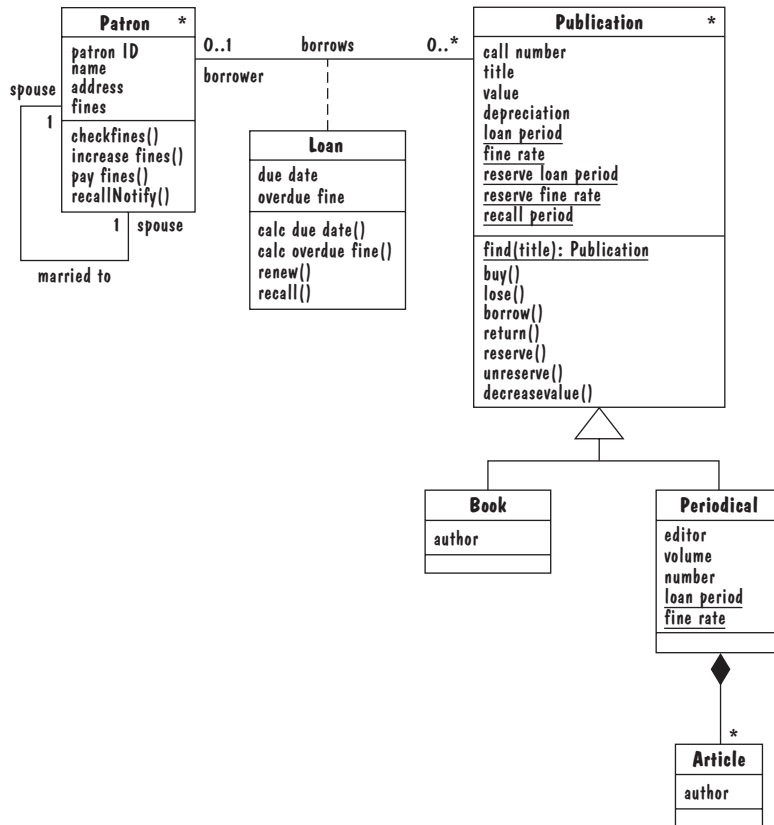 Patron *
patron ID
name
address
fines
checkfines()
increase fines()
pay fines()
recallNotify()
spouse
1
1 spouse
married to
0..1 borrows 0..*
borrower
Loan
due date
overdue fine
calc due date()
calc overdue fine()
renew()
recall()
Publication *
call number
title
value
depreciation
loan period
fine rate
reserve loan period
reserve fine rate
recall period
find(title): Publication
buy()
lose()
borrow()
return()
reserve()
unreserve()
decreasevalue()
Book
author
Periodical
editor
volume
number
loan period
fine rate
*
Article
author